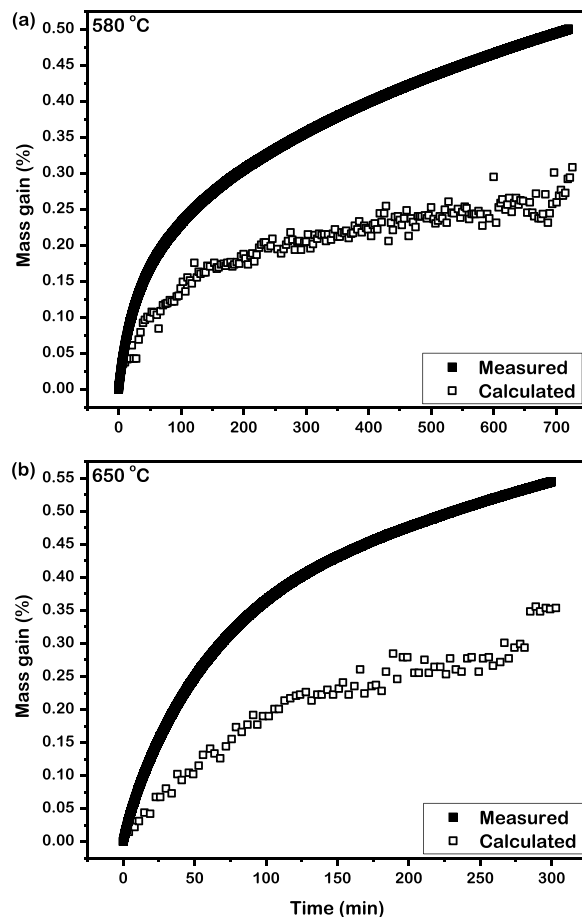 (a)
580 °C
Mass gain (%)
0.50
0.45
0.40
0.35
0.30
0.25
0.20
0.15
0.10
0.05
0.00
Measured
Calculated
0 100 200 300 400 500 600 700
(b)
650 °C
Mass gain (%)
0.55
0.50
0.45
0.40
0.35
0.30
0.25
0.20
0.15
0.10
0.05
0.00
Measured
Calculated
0 50 100 150 200 250 300
Time (min)